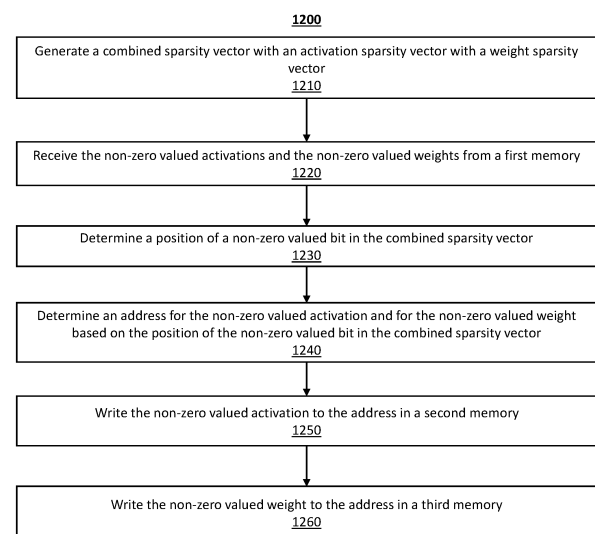 1200
Generate a combined sparsity vector with an activation sparsity vector with a weight sparsity
vector
1210
Receive the non-zero valued activations and the non-zero valued weights from a first memory
1220
Determine a position of a non-zero valued bit in the combined sparsity vector
1230
Determine an address for the non-zero valued activation and for the non-zero valued weight
based on the position of the non-zero valued bit in the combined sparsity vector
1240
Write the non-zero valued activation to the address in a second memory
1250
Write the non-zero valued weight to the address in a third memory
1260